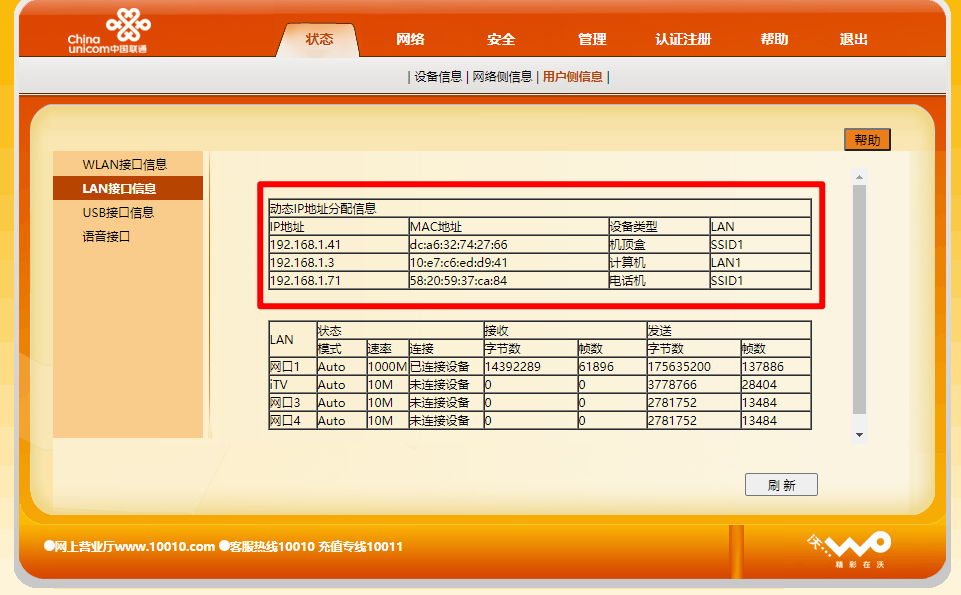 China
unicom中国联通
状态 网络 安全 管理 认证注册 帮助 退出
| 设备信息 | 网络侧信息 | 用户侧信息 |
帮助
WLAN接口信息
LAN接口信息
USB接口信息
语音接口
动态IP地址分配信息
IP地址 MAC地址 设备类型 LAN
192.168.1.41 dc:a6:32:74:27:66 机顶盒 SSID1
192.168.1.3 10:e7:c6:ed:d9:41 计算机 LAN1
192.168.1.71 58:20:59:37:ca:84 电话机 SSID1
LAN 状态 接收 发送
模式 速率 连接 字节数 帧数 字节数 帧数
网口1 Auto 1000M 已连接设备 14392289 61896 175635200 137886
iTV Auto 10M 未连接设备 0 0 3778766 28404
网口3 Auto 10M 未连接设备 0 0 2781752 13484
网口4 Auto 10M 未连接设备 0 0 2781752 13484
刷 新
●网上营业厅www.10010.com ●客服热线10010 充值专线10011
沃...WO
精彩在沃